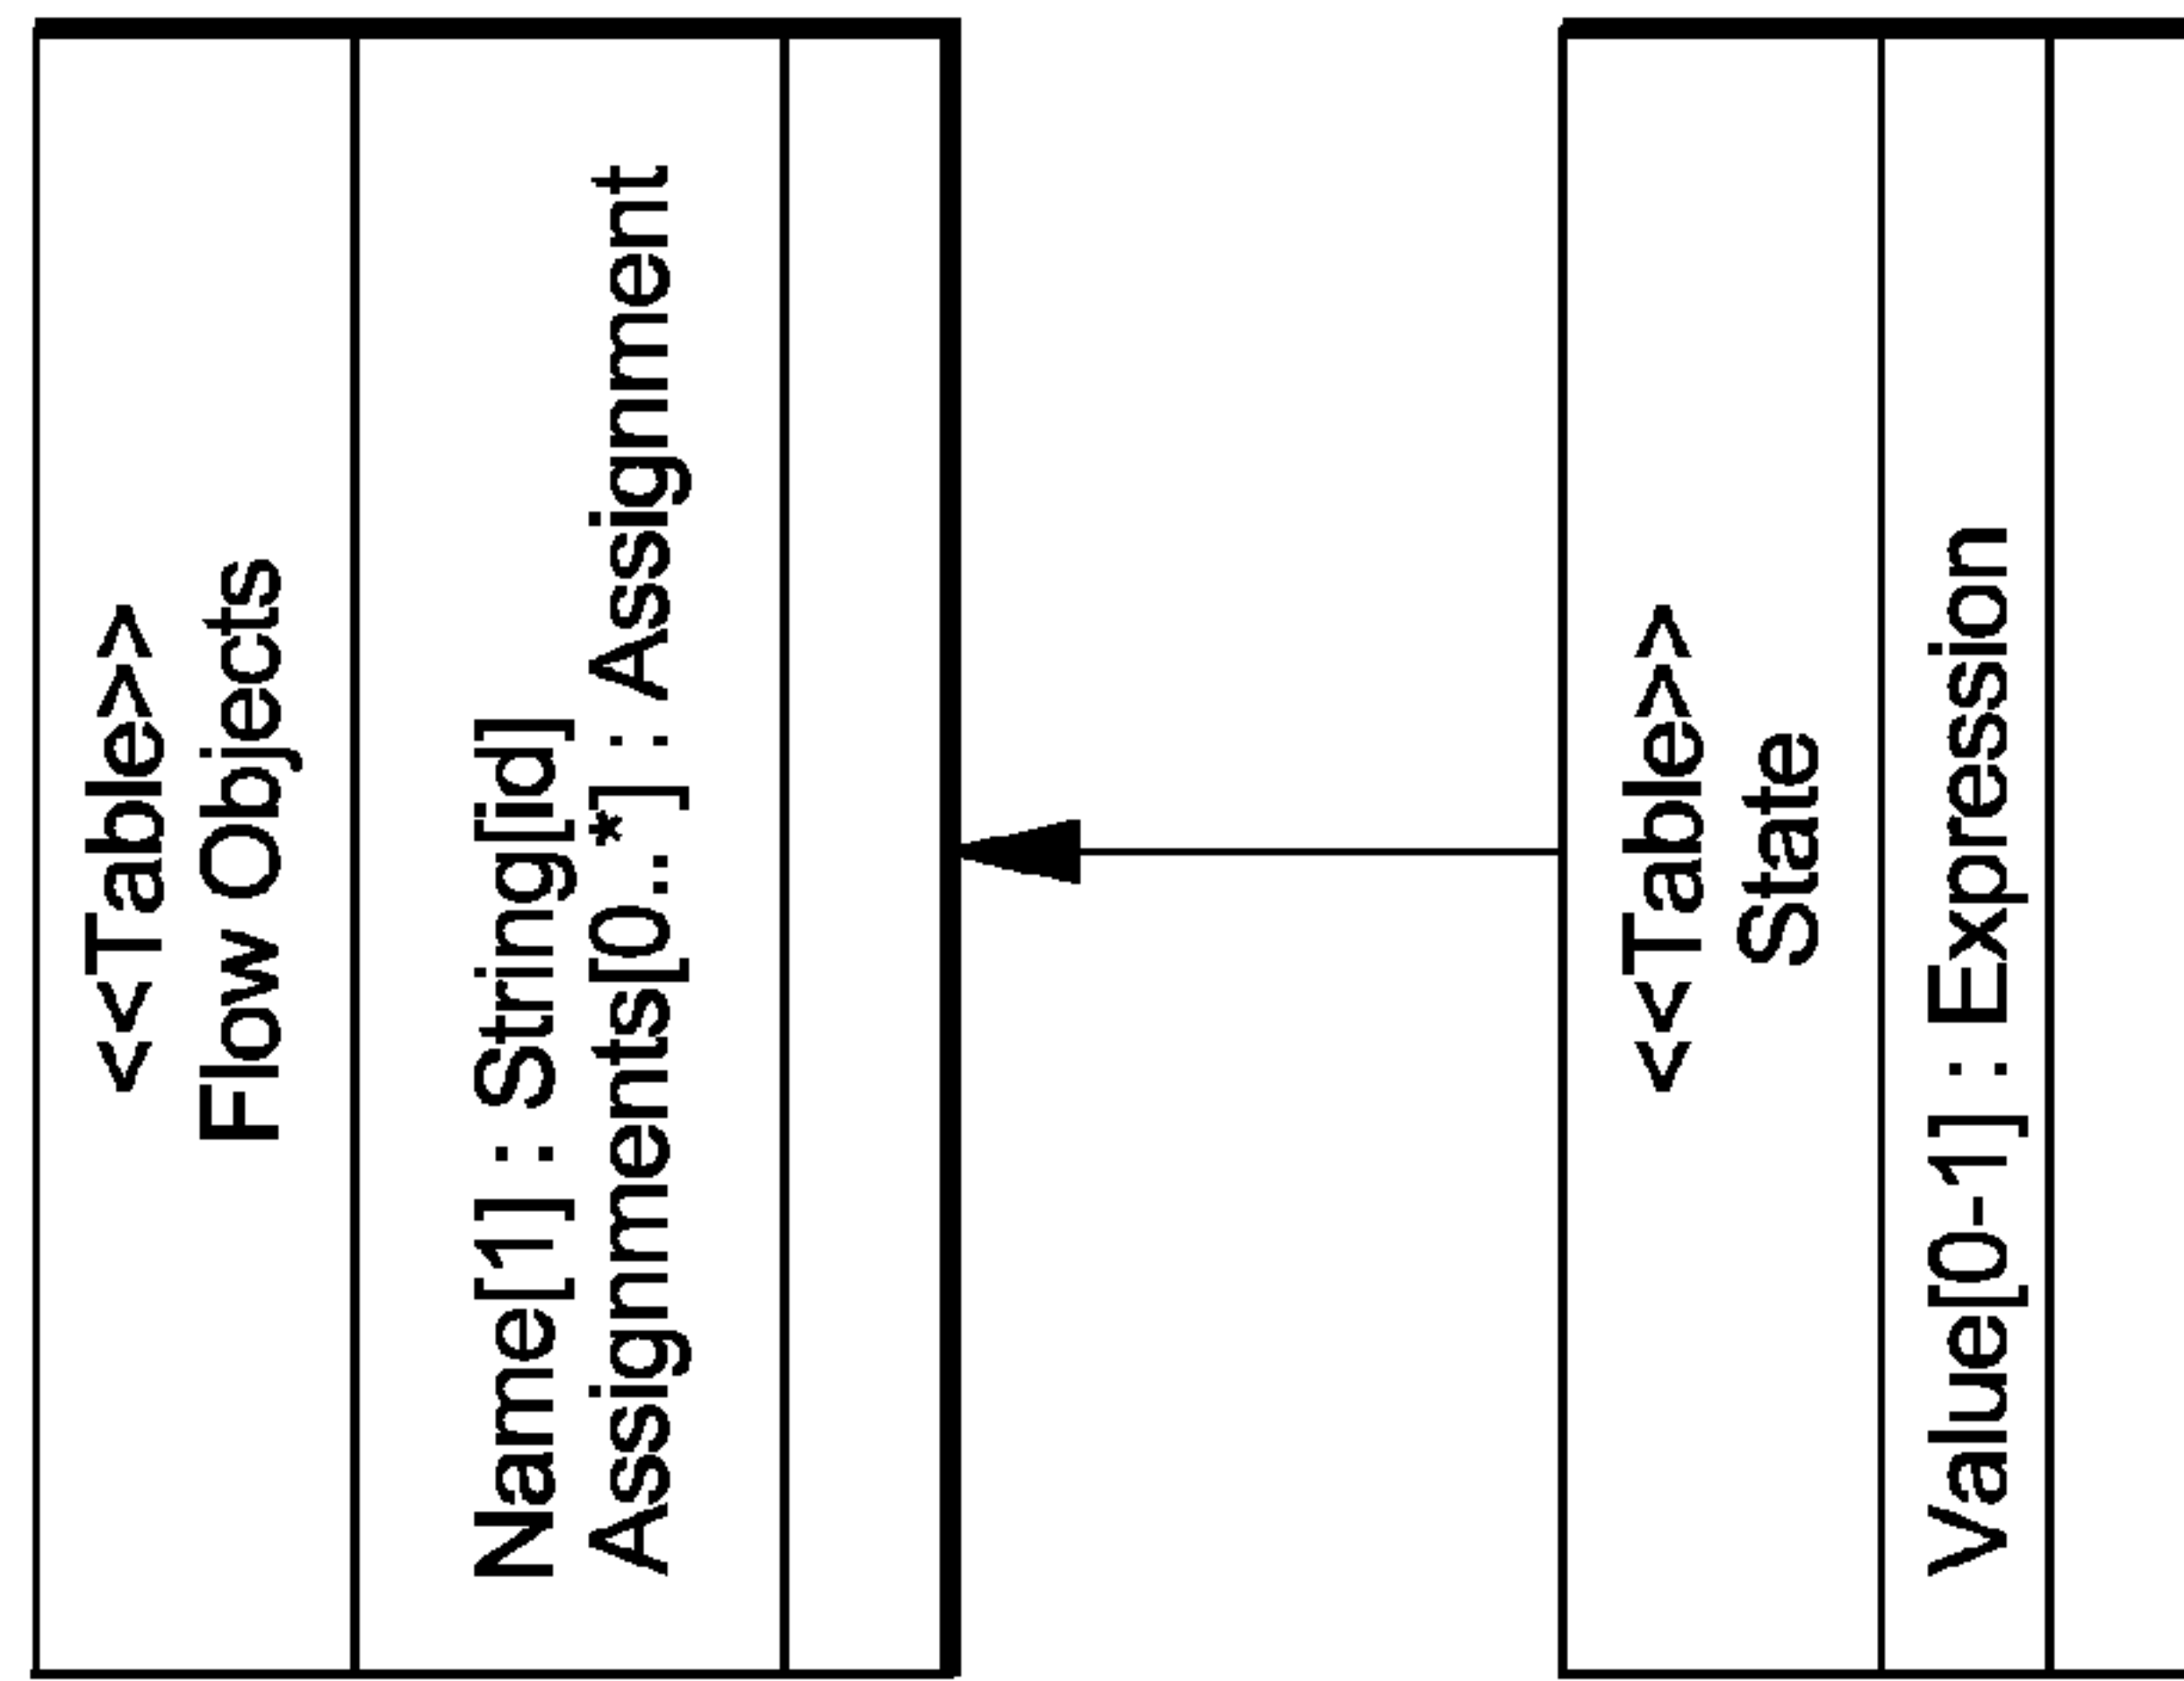 <<Table>>
Flow Objects
Name[1] : String[id]
Assignments[0..*] : Assignment
<<Table>>
State
Value[0-1] : Expression